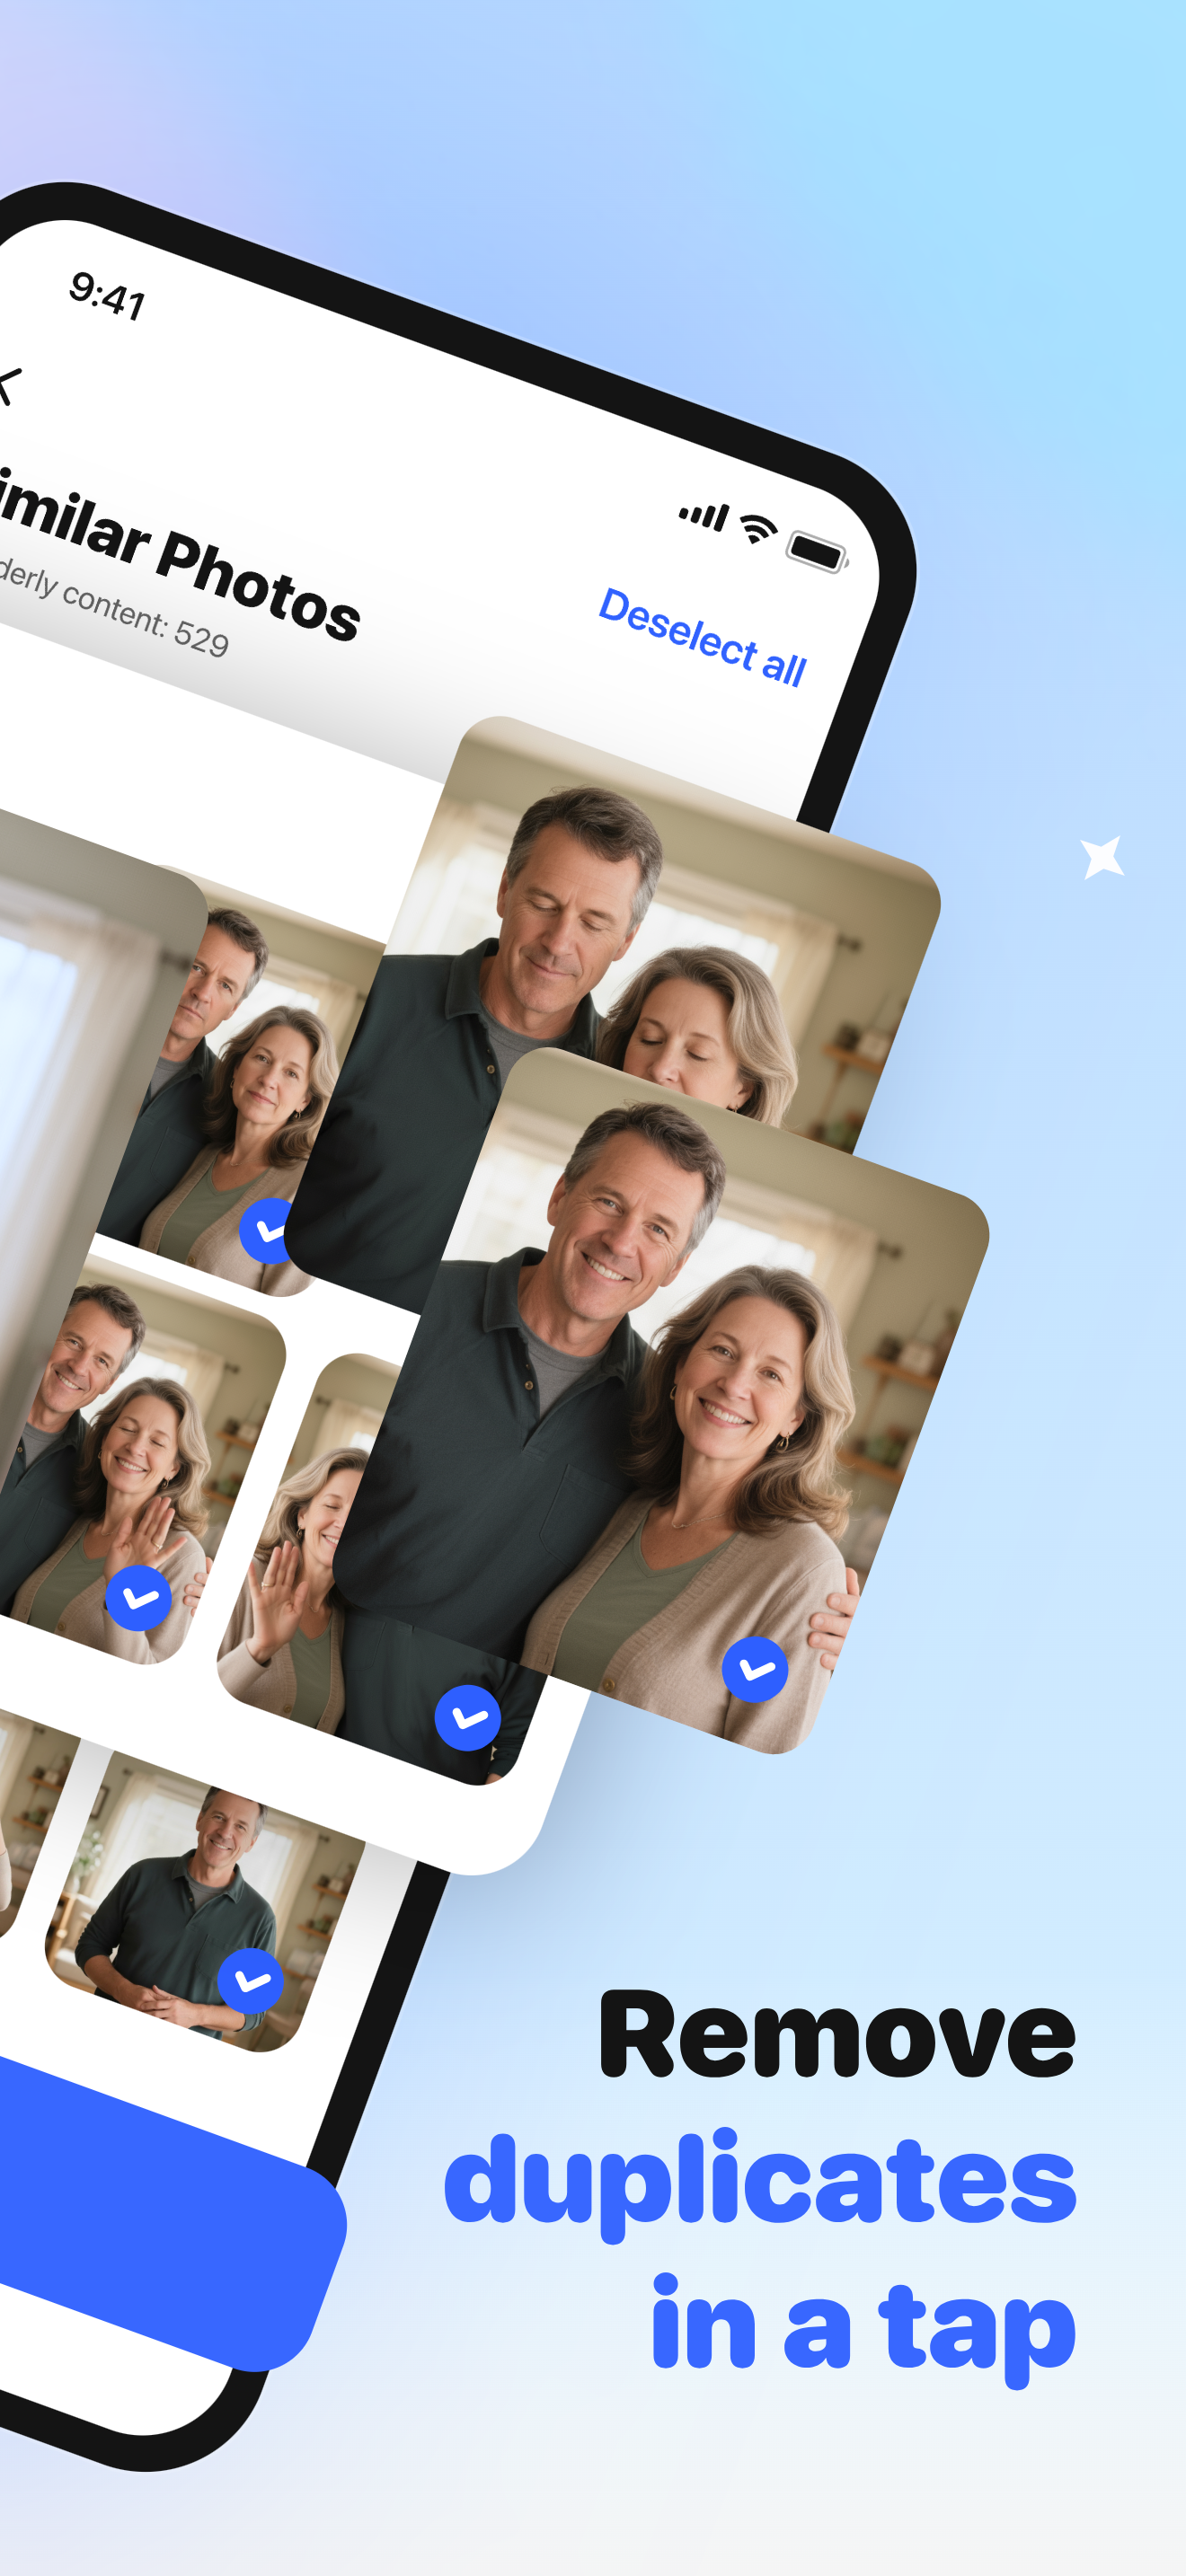 9:41
imilar Photos
derly content: 529
Deselect all
Remove
duplicates
in a tap